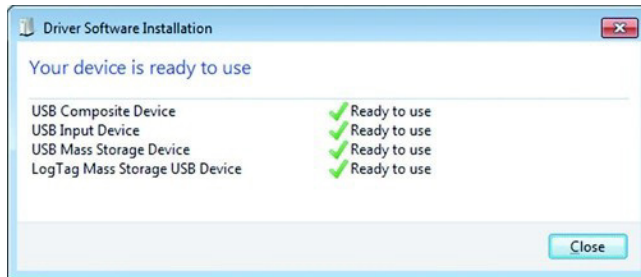 Driver Software Installation
Your device is ready to use
USB Composite Device Ready to use
USB Input Device Ready to use
USB Mass Storage Device Ready to use
LogTag Mass Storage USB Device Ready to use
Close